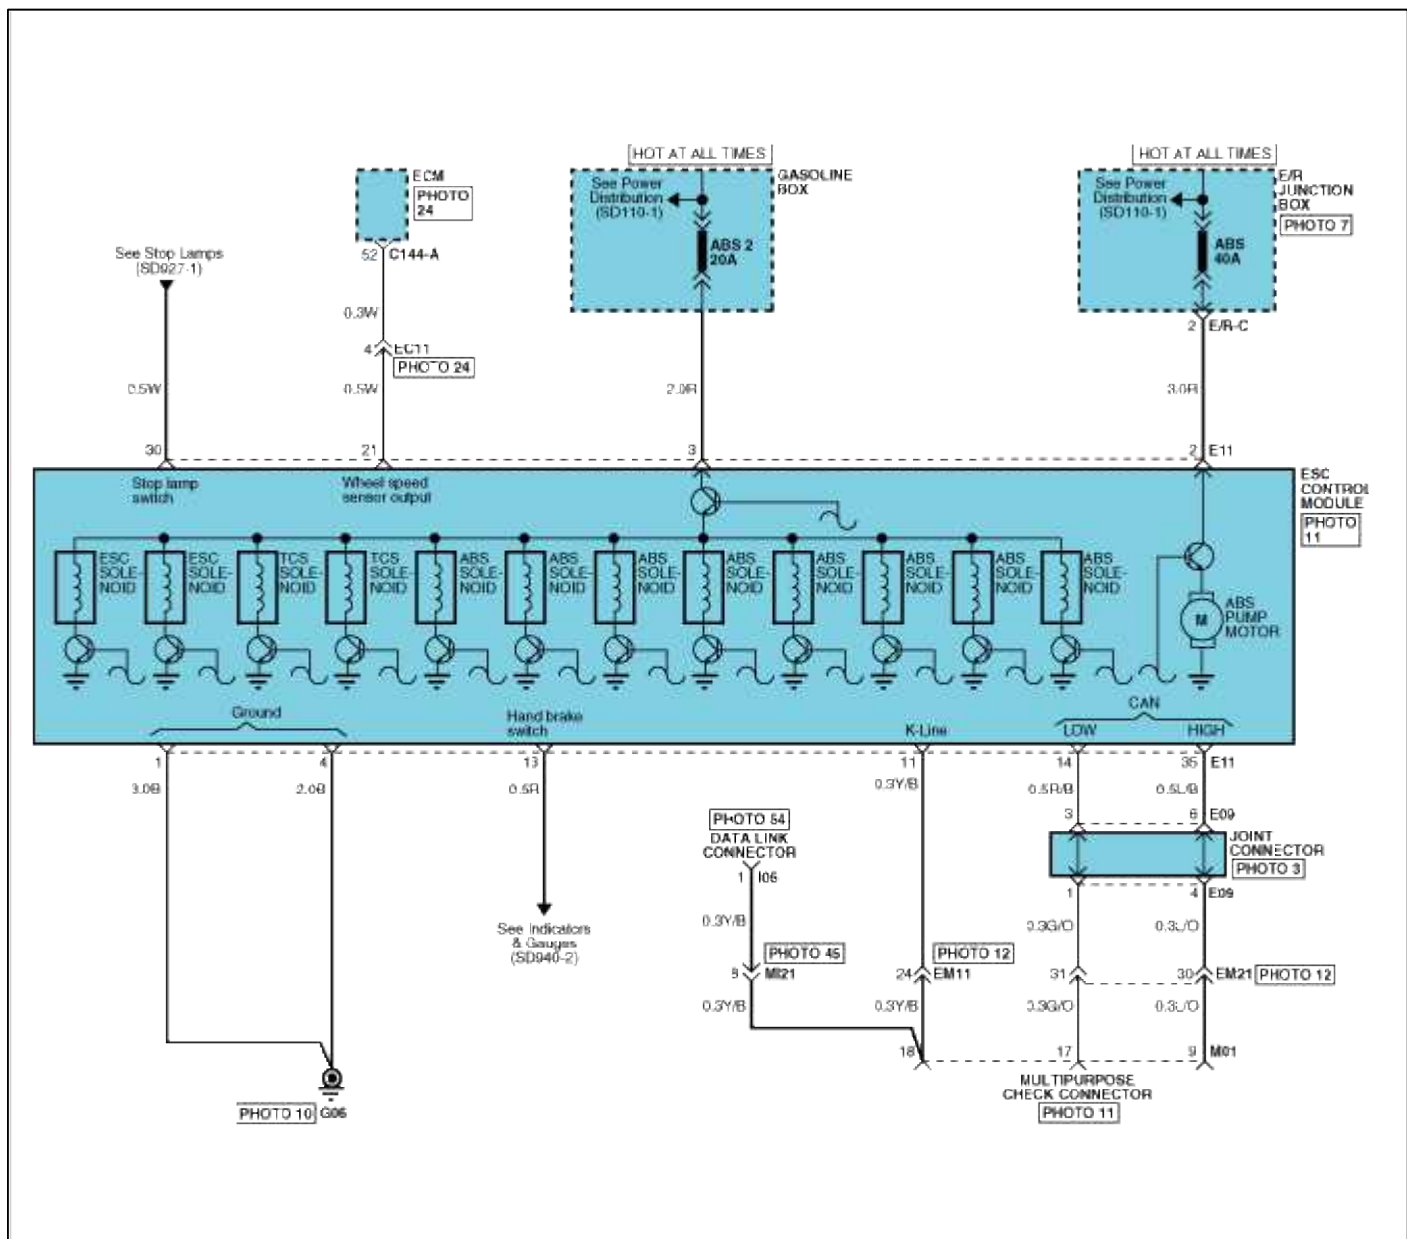 HOT AT ALL TIMES
HOT AT ALL TIMES
ECM
PHOTO
24
See Power
Distribution
(SD110-1)
GASOLINE
BOX
See Power
Distribution
(SD110-1)
E/R
JUNCTION
BOX
PHOTO 7
ABS 2
20A
ABS
40A
See Stop Lamps
(SD927-1)
52 C144-A
0.3W
2 E/R-C
4 EC11
PHOTO 24
0.5W
0.5W
2.0R
3.0R
30
21
3
2 E11
Stop lamp
switch
Wheel speed
sensor output
ESC
CONTROL
MODULE
PHOTO
11
ESC
SOLE-
NOID
ESC
SOLE-
NOID
TCS
SOLE-
NOID
TCS
SOLE-
NOID
ABS
SOLE-
NOID
ABS
SOLE-
NOID
ABS
SOLE-
NOID
ABS
SOLE-
NOID
ABS
SOLE-
NOID
ABS
SOLE-
NOID
ABS
SOLE-
NOID
ABS
SOLE-
NOID
M
ABS
PUMP
MOTOR
Ground
Hand brake
switch
K-Line
CAN
LOW
HIGH
1
4
13
11
14
35 E11
3.0B
2.0B
0.5R
0.3Y/B
0.5R/B
0.5L/B
3
6 E09
PHOTO 54
DATA LINK
CONNECTOR
JOINT
CONNECTOR
PHOTO 3
1 I05
1
4 E09
0.3Y/B
0.3G/O
0.3L/O
See Indicators
& Gauges
(SD940-2)
PHOTO 45
PHOTO 12
MI21
24 EM11
31
30 EM21 PHOTO 12
0.3Y/B
0.3Y/B
0.3G/O
0.3L/O
18
17
9 M01
MULTIPURPOSE
CHECK CONNECTOR
PHOTO 11
PHOTO 10 G06